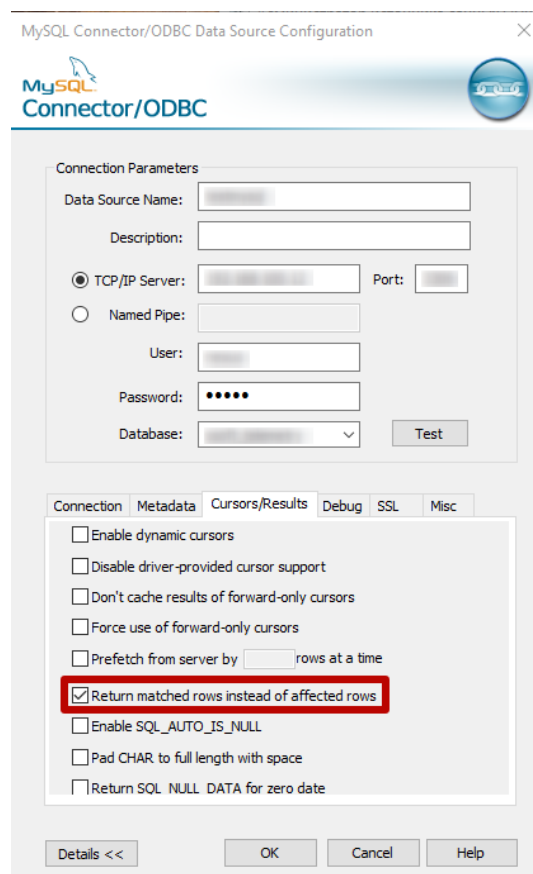 MySQL Connector/ODBC Data Source Configuration
MySQL
Connector/ODBC
Connection Parameters
Data Source Name:
Description:
TCP/IP Server: Port:
Named Pipe:
User:
Password:
Database: Test
Connection Metadata Cursors/Results Debug SSL Misc
Enable dynamic cursors
Disable driver-provided cursor support
Don't cache results of forward-only cursors
Force use of forward-only cursors
Prefetch from server by rows at a time
Return matched rows instead of affected rows
Enable SQL_AUTO_IS_NULL
Pad CHAR to full length with space
Return SQL_NULL_DATA for zero date
Details << OK Cancel Help